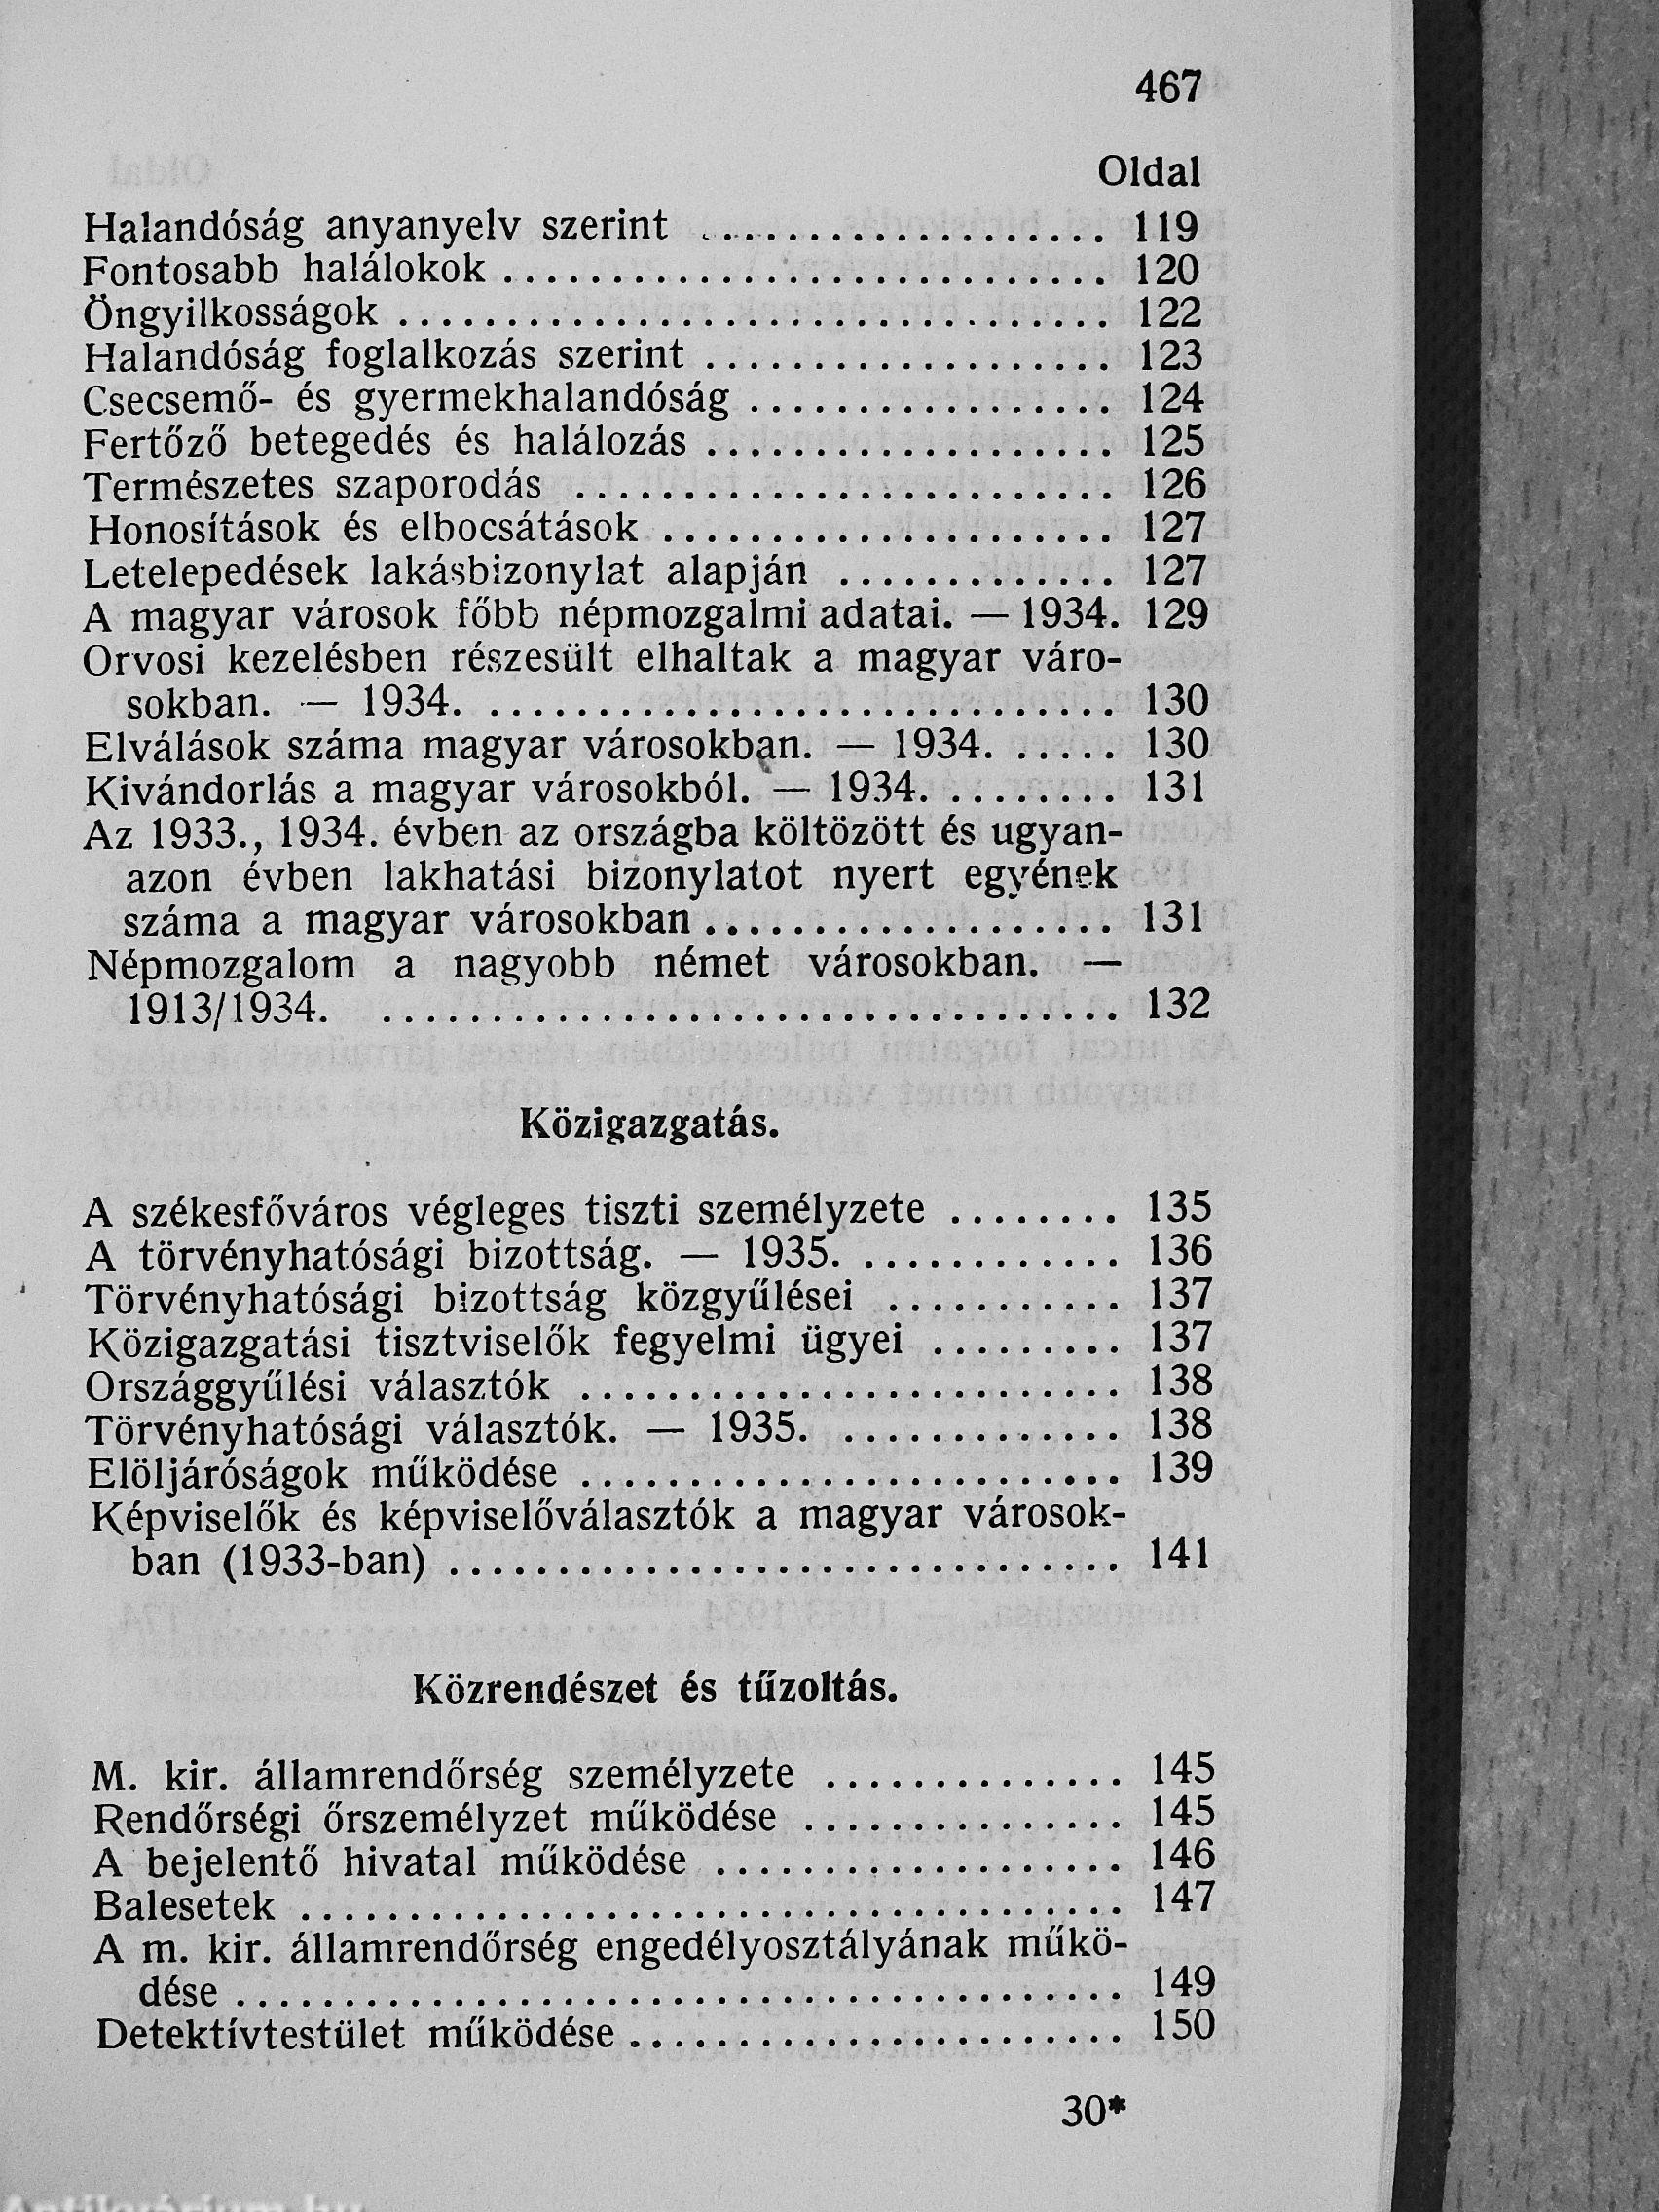 467
Oldal
Halandóság anyanyelv szerint ................... 119
Fontosabb halálokok ............................ 120
Öngyilkosságok ................................. 122
Halandóság foglalkozás szerint ................... 123
Csecsemő- és gyermekhalandóság ................. 124
Fertőző betegedés és halálozás ................... 125
Természetes szaporodás ......................... 126
Honosítások és elbocsátások ..................... 127
Letelepedések lakásbizonylat alapján ............. 127
A magyar városok főbb népmozgalmi adatai. — 1934. 129
Orvosi kezelésben részesült elhaltak a magyar váro-
sokban. — 1934. ............................. 130
Elválások száma magyar városokban. — 1934. ..... 130
Kivándorlás a magyar városokból. — 1934. ........ 131
Az 1933., 1934. évben az országba költözött és ugyan-
azon évben lakhatási bizonylatot nyert egyének
száma a magyar városokban ................... 131
Népmozgalom a nagyobb német városokban. —
1913/1934. .................................. 132
Közigazgatás.
A székesfőváros végleges tiszti személyzete ........ 135
A törvényhatósági bizottság. — 1935. ............ 136
Törvényhatósági bizottság közgyűlései ........... 137
Közigazgatási tisztviselők fegyelmi ügyei ......... 137
Országgyűlési választók ......................... 138
Törvényhatósági választók. — 1935. ............. 138
Elöljáróságok működése ......................... 139
Képviselők és képviselőválasztók a magyar városok-
ban (1933-ban) ............................... 141
Közrendészet és tűzoltás.
M. kir. államrendőrség személyzete .............. 145
Rendőrségi őrszemélyzet működése ............... 145
A bejelentő hivatal működése ................... 146
Balesetek ...................................... 147
A m. kir. államrendőrség engedélyosztályának műkö-
dése ......................................... 149
Detektívtestület működése ....................... 150
30*